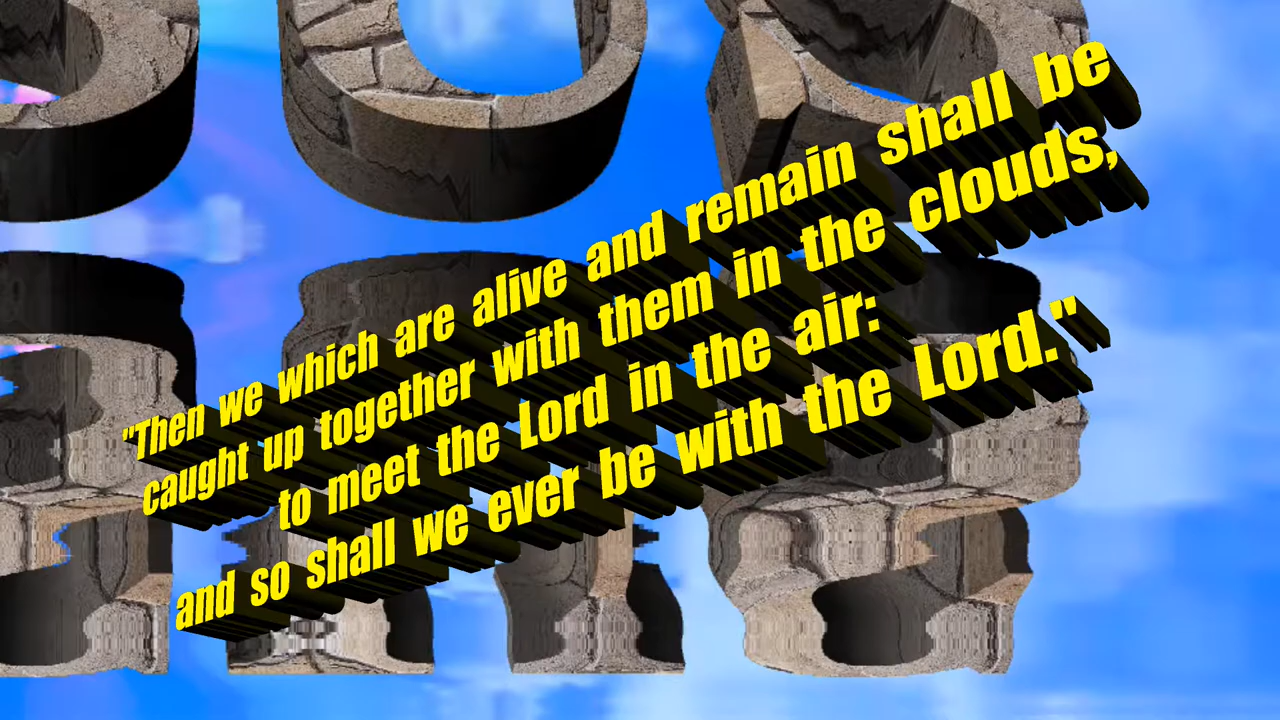 "Then we which are alive and remain shall be
caught up together with them in the clouds,
to meet the Lord in the air:
and so shall we ever be with the Lord."